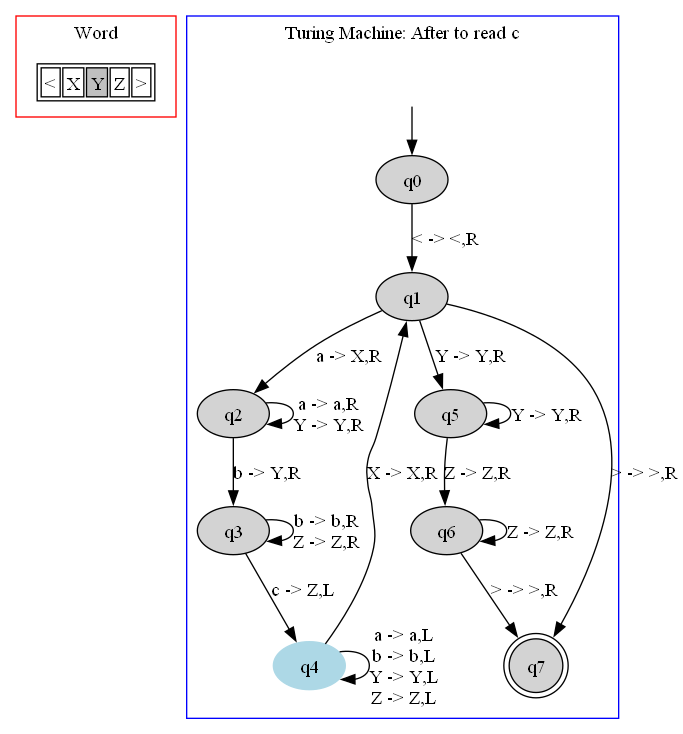 Word
< X Y Z >
Turing Machine: After to read c
q0
< -> <,R
q1
a -> X,R
Y -> Y,R
q2
a -> a,R
Y -> Y,R
q5
Y -> Y,R
b -> Y,R
X -> X,R
Z -> Z,R
> -> >,R
q3
b -> b,R
Z -> Z,R
q6
Z -> Z,R
c -> Z,L
> -> >,R
q4
a -> a,L
b -> b,L
Y -> Y,L
Z -> Z,L
q7